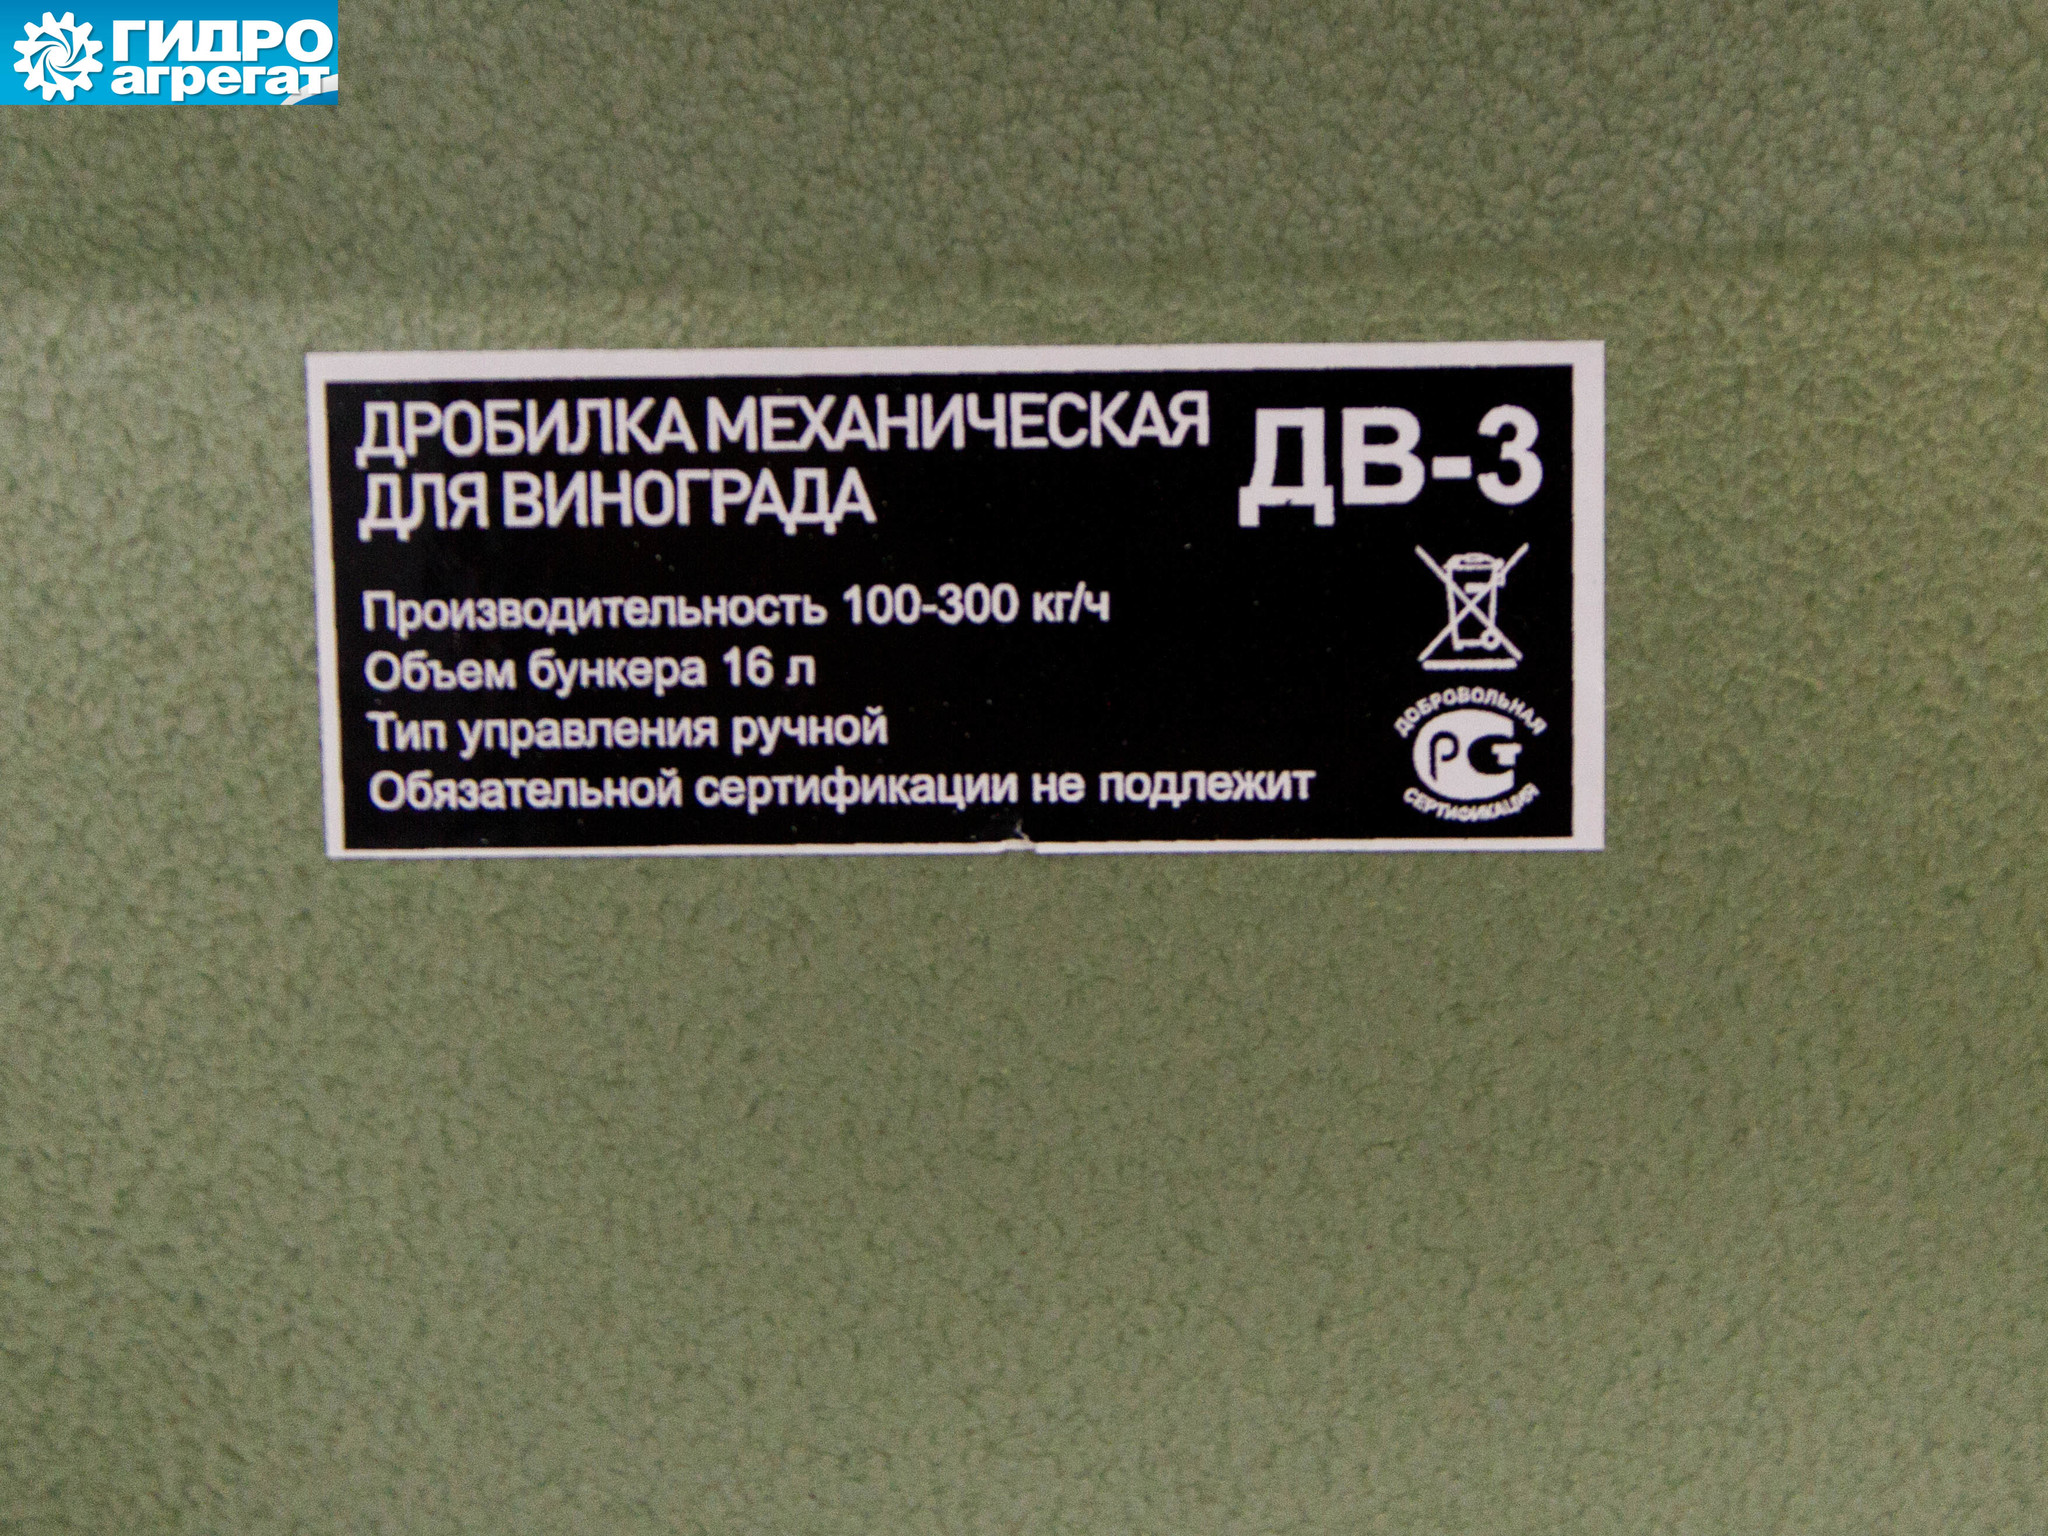 ГИДРО
агрегат
ДРОБИЛКА МЕХАНИЧЕСКАЯ
ДЛЯ ВИНОГРАДА
ДВ-3
Производительность 100-300 кг/ч
Объем бункера 16 л
Тип управления ручной
Обязательной сертификации не подлежит
ДОБРОВОЛЬНАЯ
РСТ
СЕРТИФИКАЦИЯ